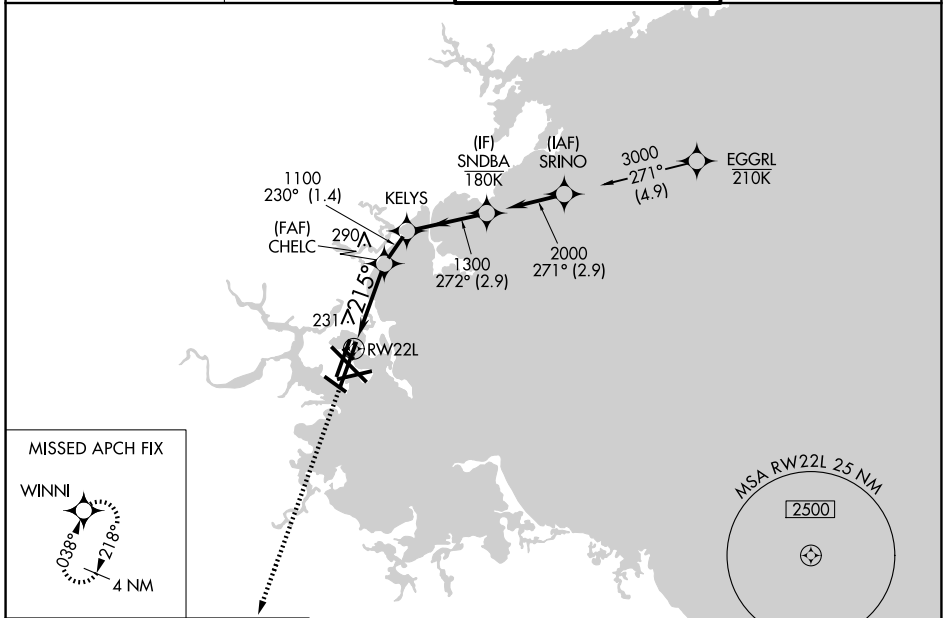 (IF)
SNDBA
180K
(IAF)
SRINO
3000
271°
(4.9)
EGGRL
210K
1100
230° (1.4)
KELYS
(FAF)
CHELC
290
1300
272° (2.9)
2000
271° (2.9)
215°
231
RW22L
MISSED APCH FIX
WINNI
038°
218°
4 NM
MSA RW22L 25 NM
2500